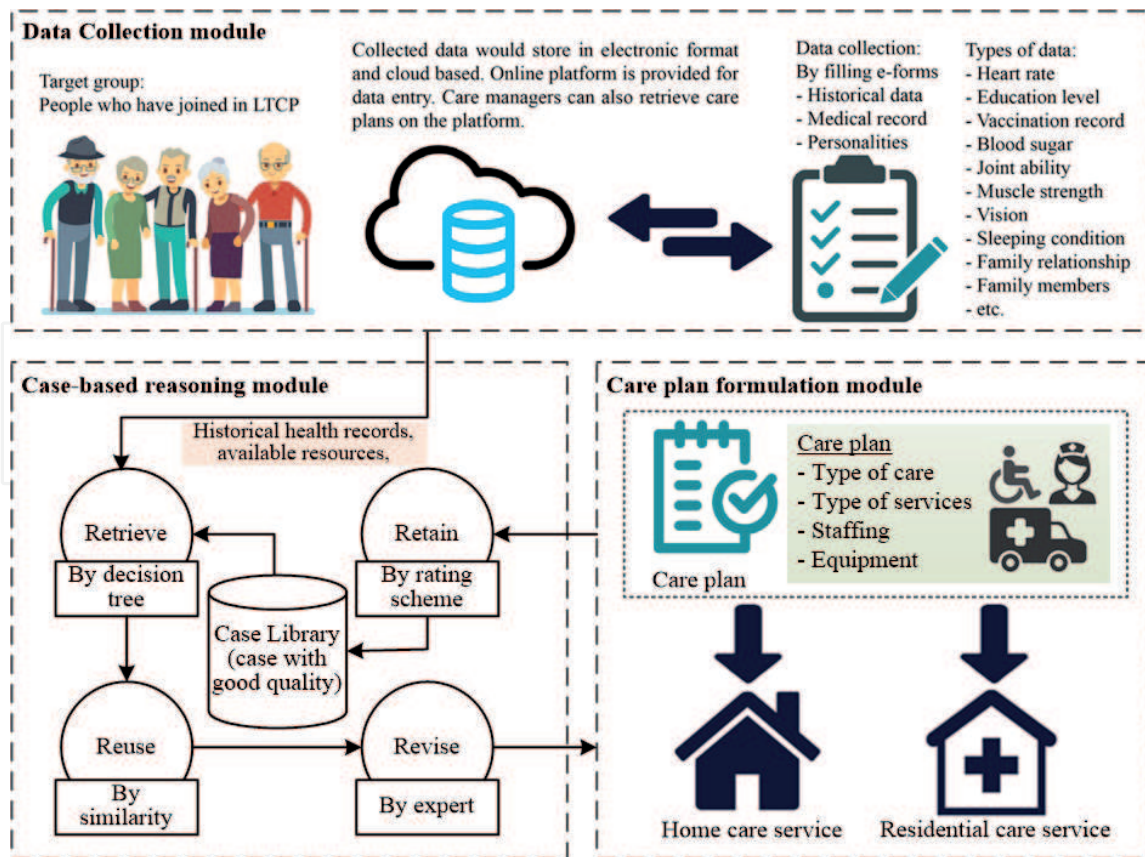 Data Collection module
Target group:
People who have joined in LTCP
Collected data would store in electronic format
and cloud based. Online platform is provided for
data entry. Care managers can also retrieve care
plans on the platform.
Data collection:
By filling e-forms
- Historical data
- Medical record
- Personalities
Types of data:
- Heart rate
- Education level
- Vaccination record
- Blood sugar
- Joint ability
- Muscle strength
- Vision
- Sleeping condition
- Family relationship
- Family members
- etc.
Case-based reasoning module
Historical health records,
available resources,
Retrieve
By decision
tree
Retain
By rating
scheme
Case Library
(case with
good quality)
Reuse
By
similarity
Revise
By expert
Care plan formulation module
Care plan
Care plan
- Type of care
- Type of services
- Staffing
- Equipment
Home care service
Residential care service